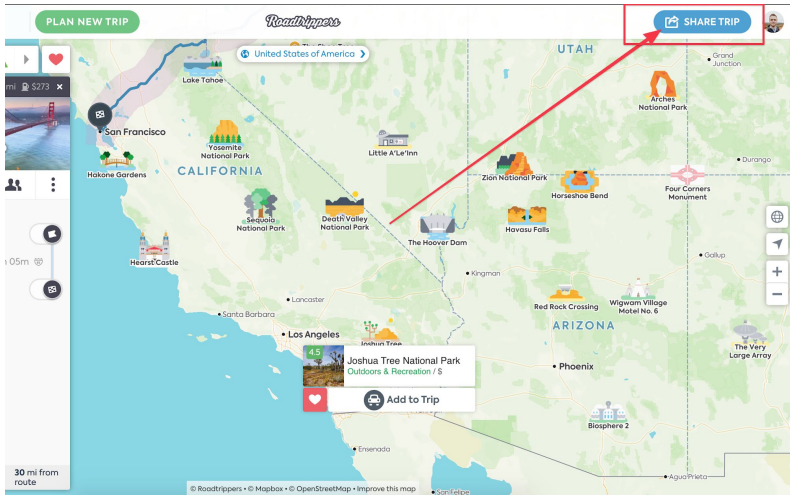 PLAN NEW TRIP
Roadtrippers
SHARE TRIP
United States of America
mi $273
UTAH
Grand
Junction
Lake Tahoe
Arches
National Park
San Francisco
Yosemite
National Park
Little A'Le'Inn
Durango
Hakone Gardens
CALIFORNIA
Zion National Park
Horseshoe Bend
Four Corners
Monument
Sequoia
National Park
Death Valley
National Park
Havasu Falls
The Hoover Dam
Hearst Castle
05m
Gallup
Kingman
Lancaster
Santa Barbara
Red Rock Crossing
Wigwam Village
Motel No. 6
ARIZONA
Los Angeles
Joshua Tree
The Very
Large Array
4.5
Joshua Tree National Park
Outdoors & Recreation / $
Phoenix
Add to Trip
Biosphere 2
Ensenada
30 mi from
route
Agua Prieta
© Roadtrippers • © Mapbox • © OpenStreetMap • Improve this map
San Felipe